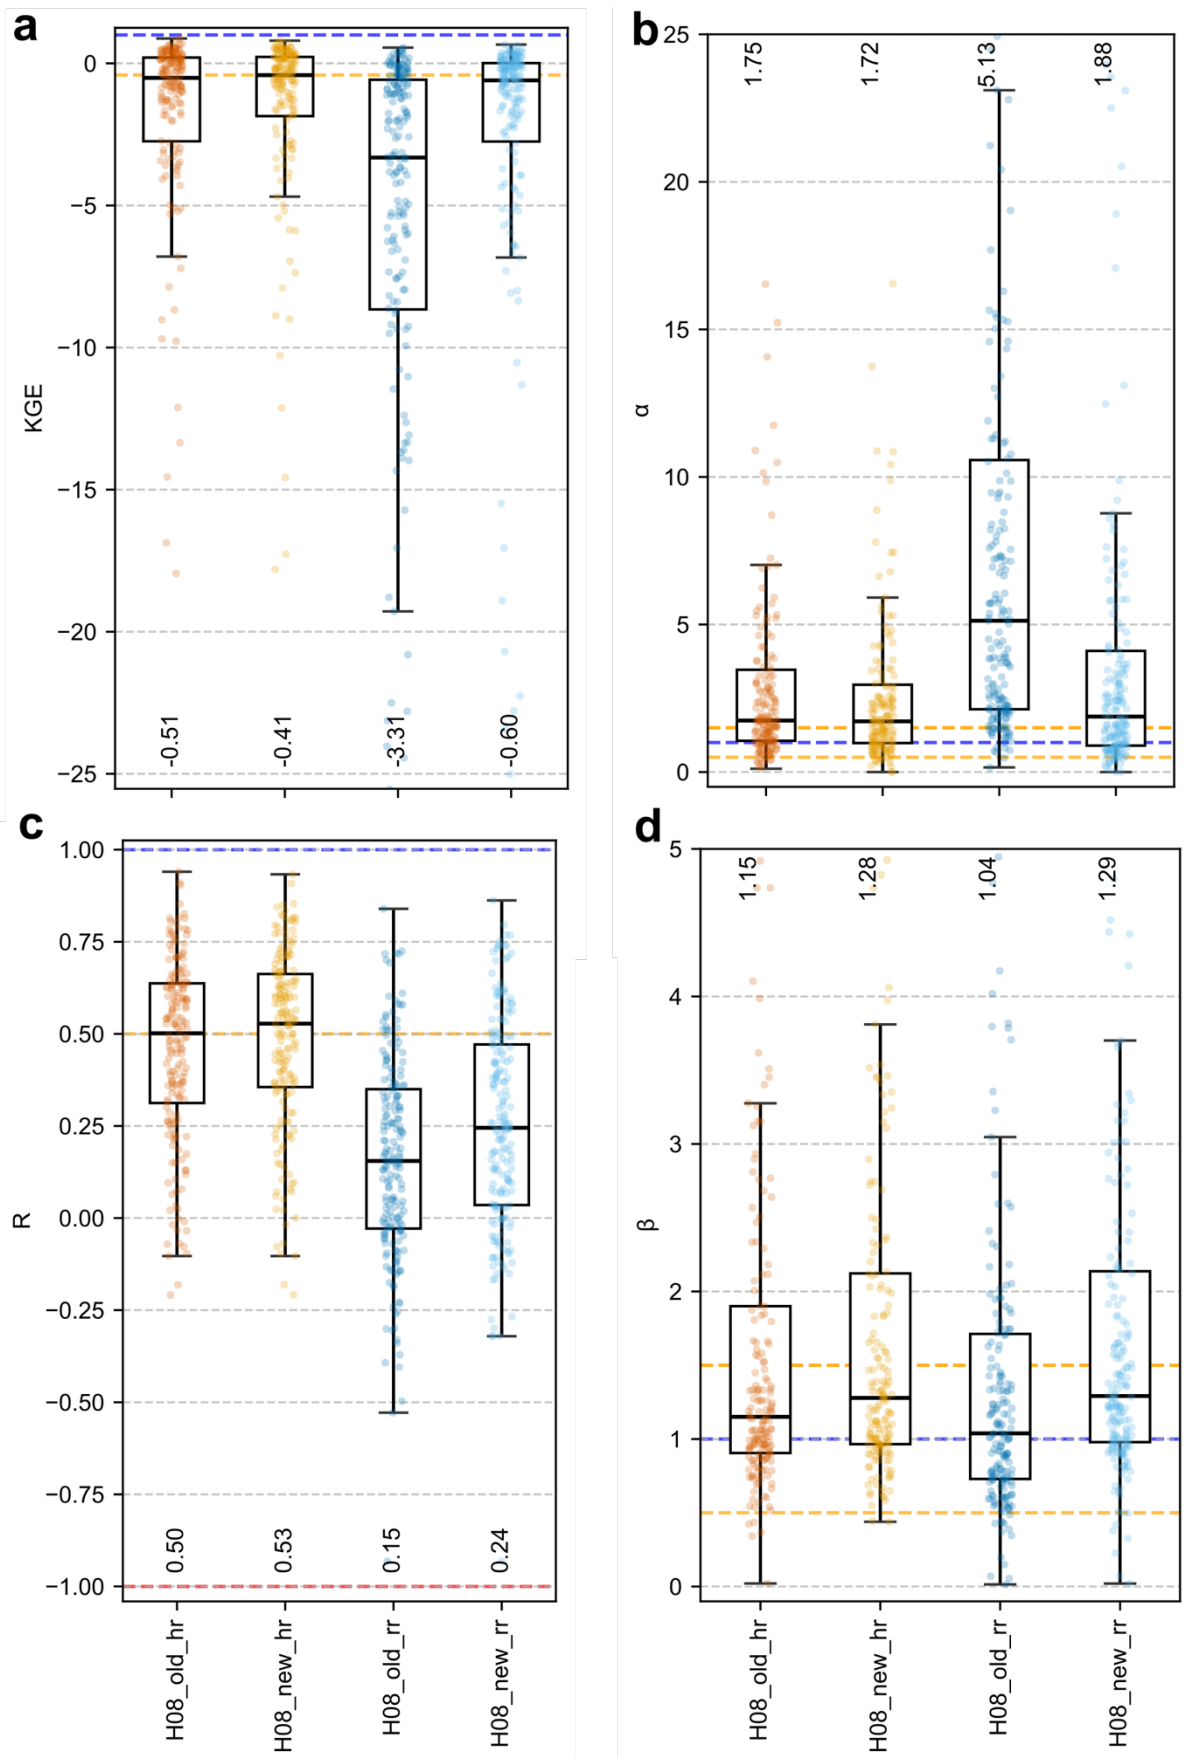 a
KGE
0
−5
−10
−15
−20
−25
-0.51
-0.41
-3.31
-0.60
b
α
25
20
15
10
5
0
1.75
1.72
5.13
1.88
c
R
1.00
0.75
0.50
0.25
0.00
−0.25
−0.50
−0.75
−1.00
0.50
0.53
0.15
0.24
H08_old_hr
H08_new_hr
H08_old_rr
H08_new_rr
d
β
5
4
3
2
1
0
1.15
1.28
1.04
1.29
H08_old_hr
H08_new_hr
H08_old_rr
H08_new_rr